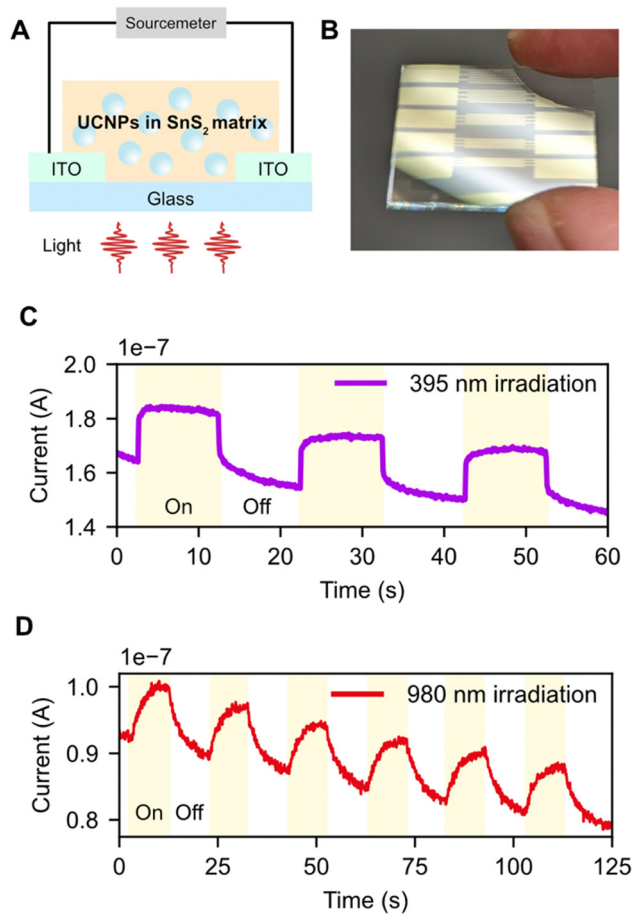 A
Sourcemeter
UCNPs in SnS₂ matrix
ITO
ITO
Glass
Light
B
C
1e−7
2.0
1.8
1.6
1.4
Current (A)
395 nm irradiation
On
Off
0
10
20
30
40
50
60
Time (s)
D
1e−7
1.0
0.9
0.8
Current (A)
980 nm irradiation
On
Off
0
25
50
75
100
125
Time (s)